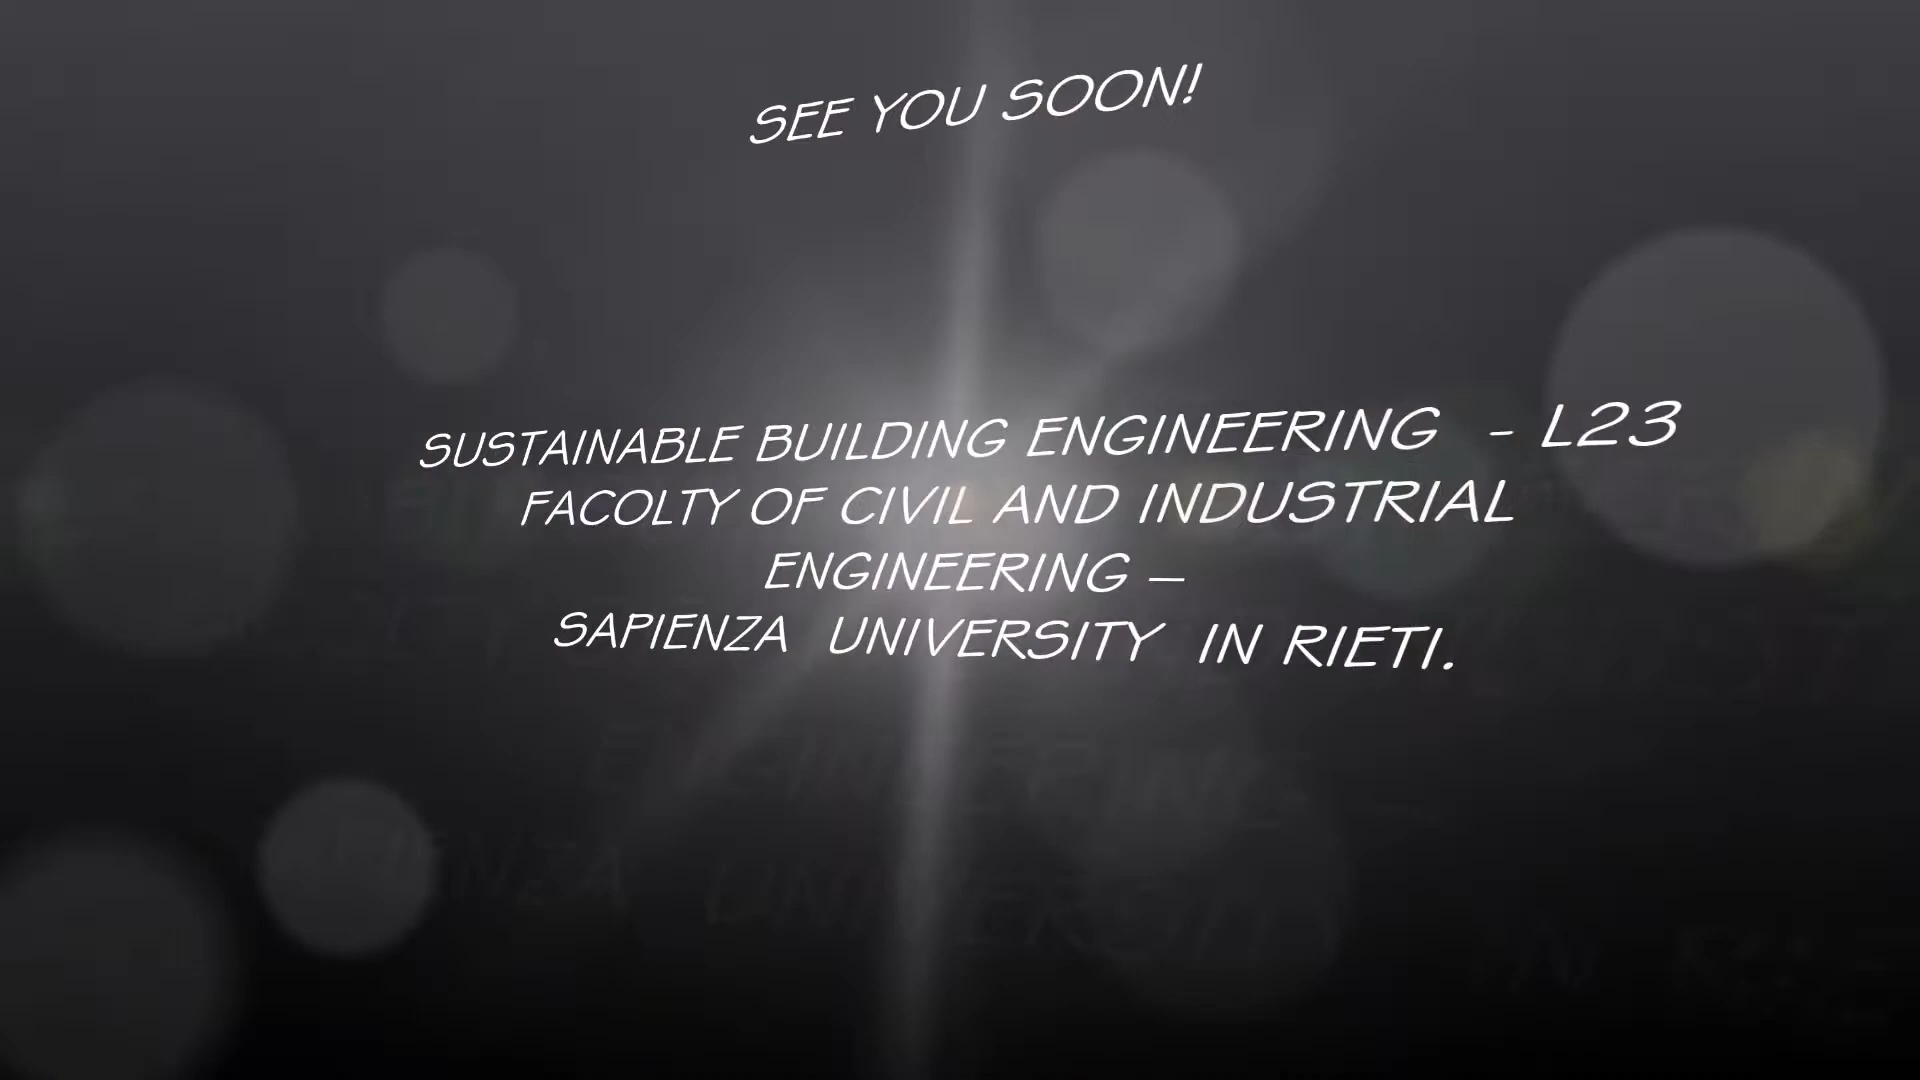 SEE YOU SOON!
SUSTAINABLE BUILDING ENGINEERING - L23
FACOLTY OF CIVIL AND INDUSTRIAL
ENGINEERING –
SAPIENZA UNIVERSITY IN RIETI.